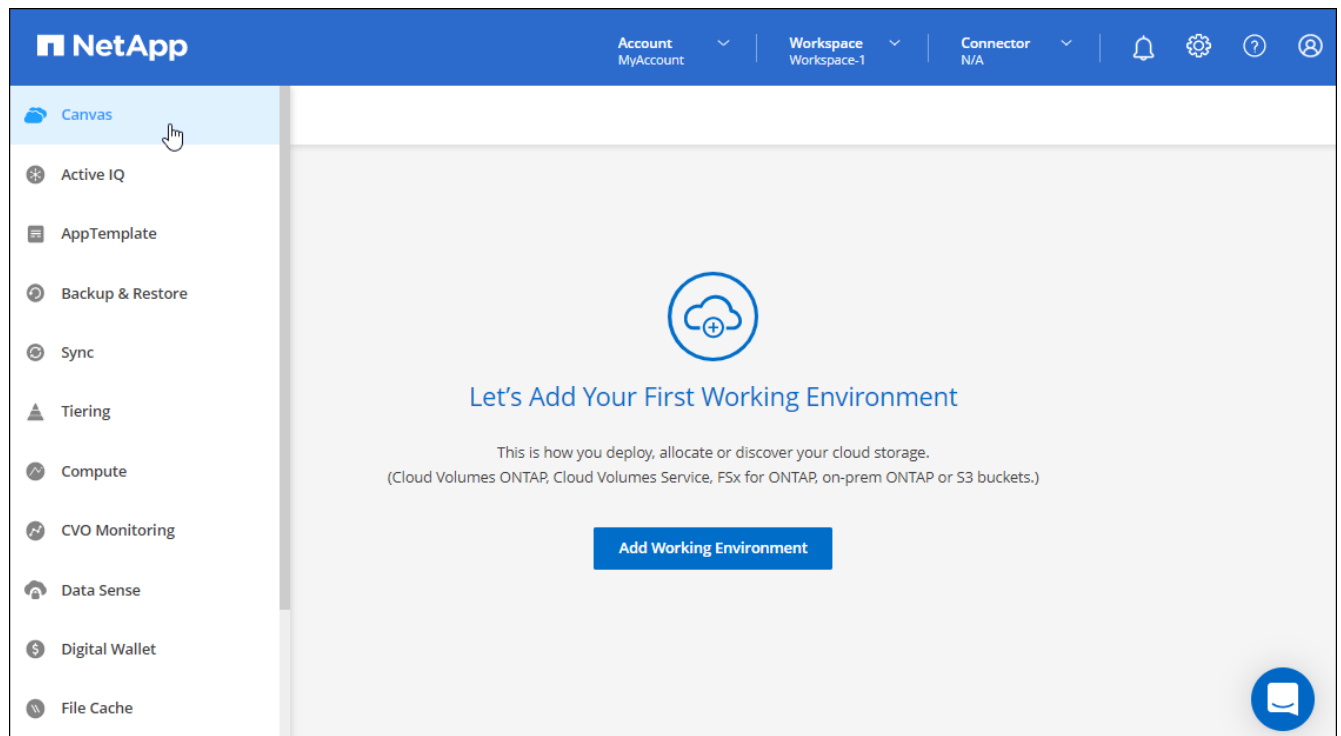 NetApp
Account
MyAccount
Workspace
Workspace-1
Connector
N/A
Canvas
Active IQ
AppTemplate
Backup & Restore
Sync
Tiering
Compute
CVO Monitoring
Data Sense
Digital Wallet
File Cache
Let's Add Your First Working Environment
This is how you deploy, allocate or discover your cloud storage.
(Cloud Volumes ONTAP, Cloud Volumes Service, FSx for ONTAP, on-prem ONTAP or S3 buckets.)
Add Working Environment